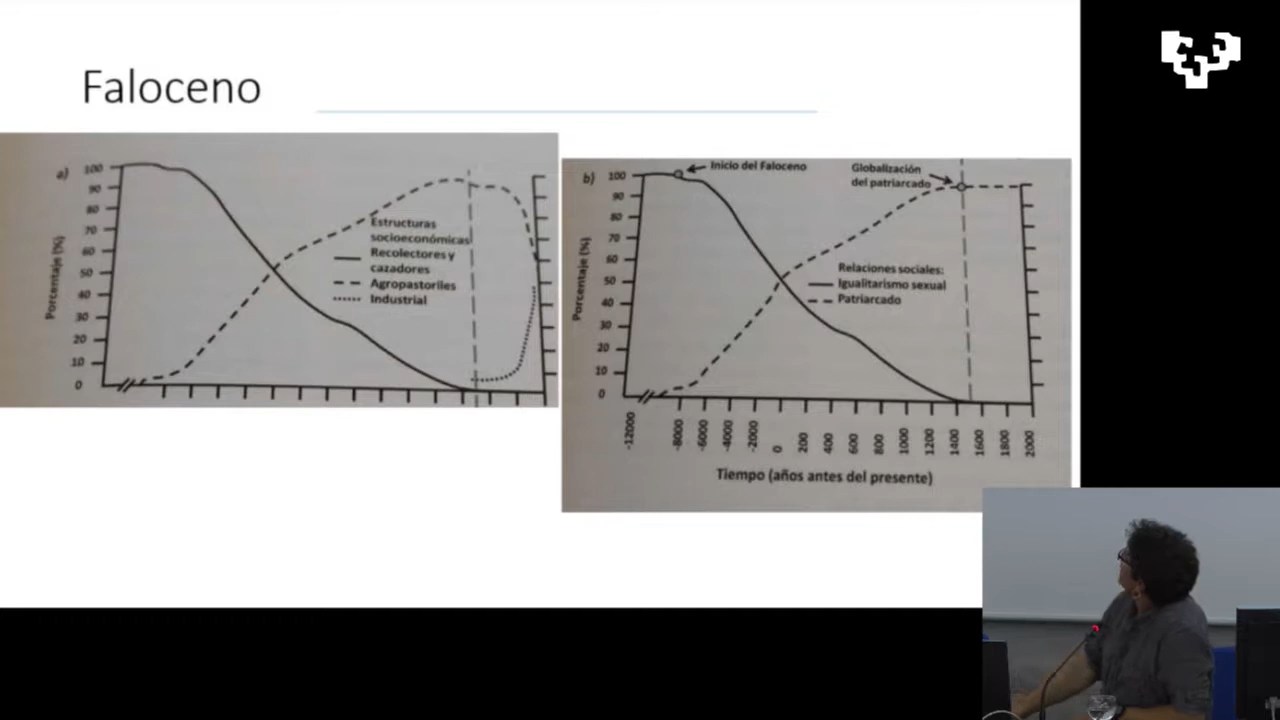 Faloceno
a)
100
90
80
70
60
50
40
30
20
10
0
Porcentaje (%)
Estructuras
socioeconómicas
Recolectores y
cazadores
Agropastoriles
Industrial
b)
Inicio del Faloceno
Globalización
del patriarcado
100
90
80
70
60
50
40
30
20
10
0
Porcentaje (%)
Relaciones sociales:
Igualitarismo sexual
Patriarcado
-12000
-8000
-6000
-4000
-2000
0
200
400
600
800
1000
1200
1400
1600
1800
2000
Tiempo (años antes del presente)